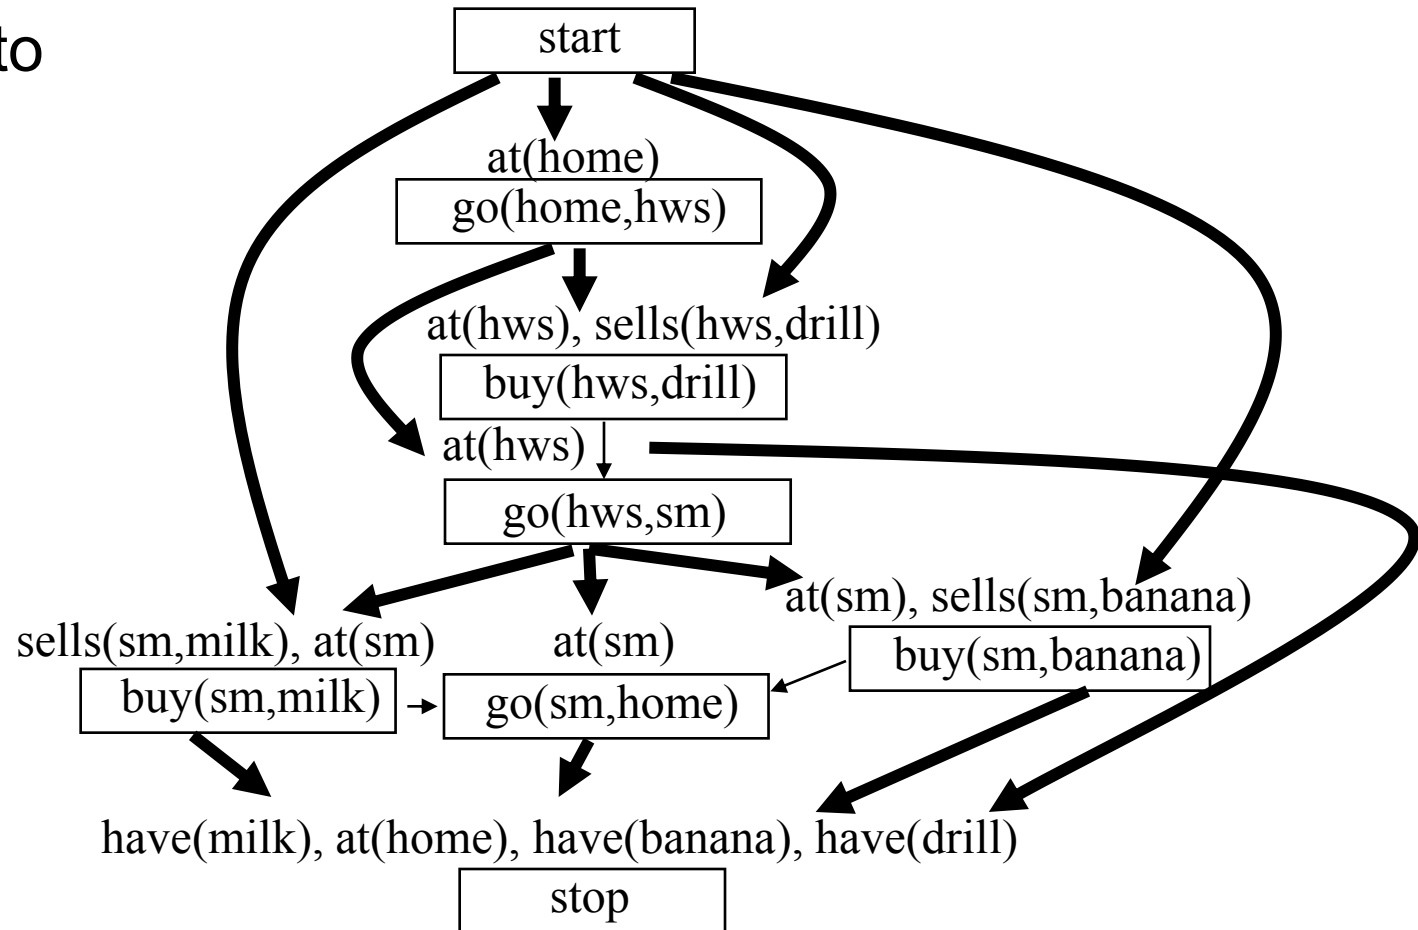 to
start
at(home)
go(home,hws)
at(hws), sells(hws,drill)
buy(hws,drill)
at(hws)
go(hws,sm)
at(sm), sells(sm,banana)
sells(sm,milk), at(sm)
at(sm)
buy(sm,banana)
buy(sm,milk)
go(sm,home)
have(milk), at(home), have(banana), have(drill)
stop